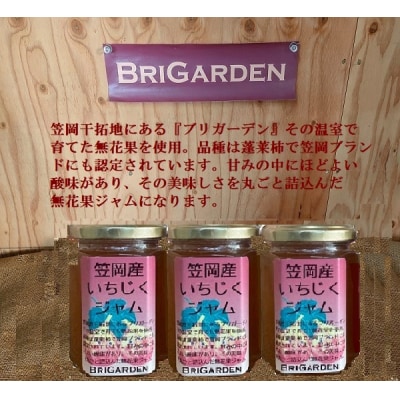 BRIGARDEN
笠岡干拓地にある『ブリガーデン』その温室で
育てた無花果を使用。品種は蓬莱柿で笠岡ブラン
ドにも認定されています。甘みの中にほどよい
酸味があり、その美味しさを丸ごと詰込んだ
無花果ジャムになります。
笠岡産
いちじく
ジャム
BRIGARDEN
笠岡産
いちじく
ジャム
BRIGARDEN
笠岡産
いちじく
ジャム
BRIGARDEN